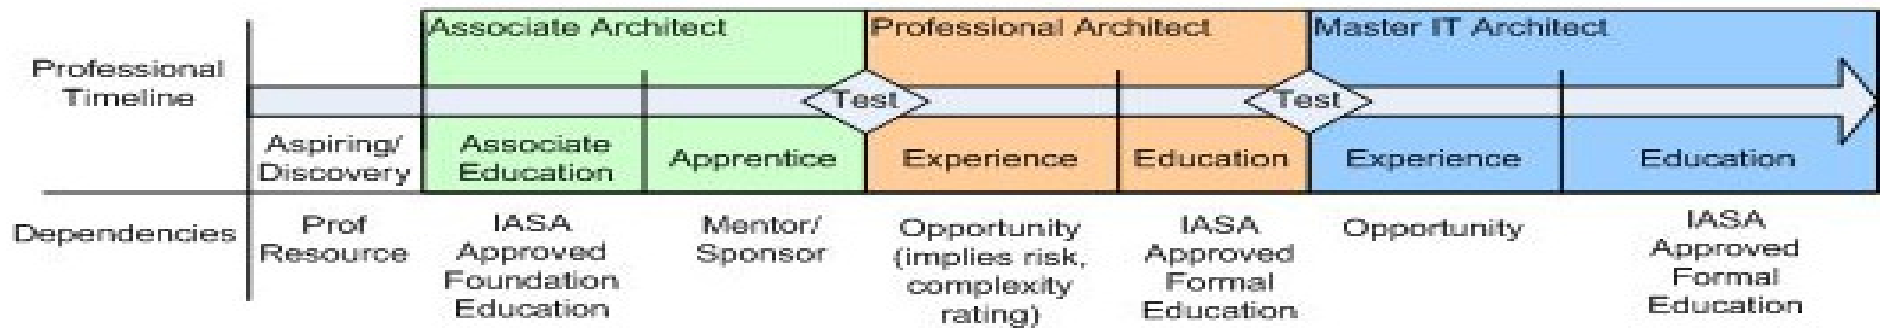 Associate Architect
Professional Architect
Master IT Architect
Professional
Timeline
Test
Test
Aspiring/
Discovery
Associate
Education
Apprentice
Experience
Education
Experience
Education
Dependencies
Prof
Resource
IASA
Approved
Foundation
Education
Mentor/
Sponsor
Opportunity
(implies risk,
complexity
rating)
IASA
Approved
Formal
Education
Opportunity
IASA
Approved
Formal
Education